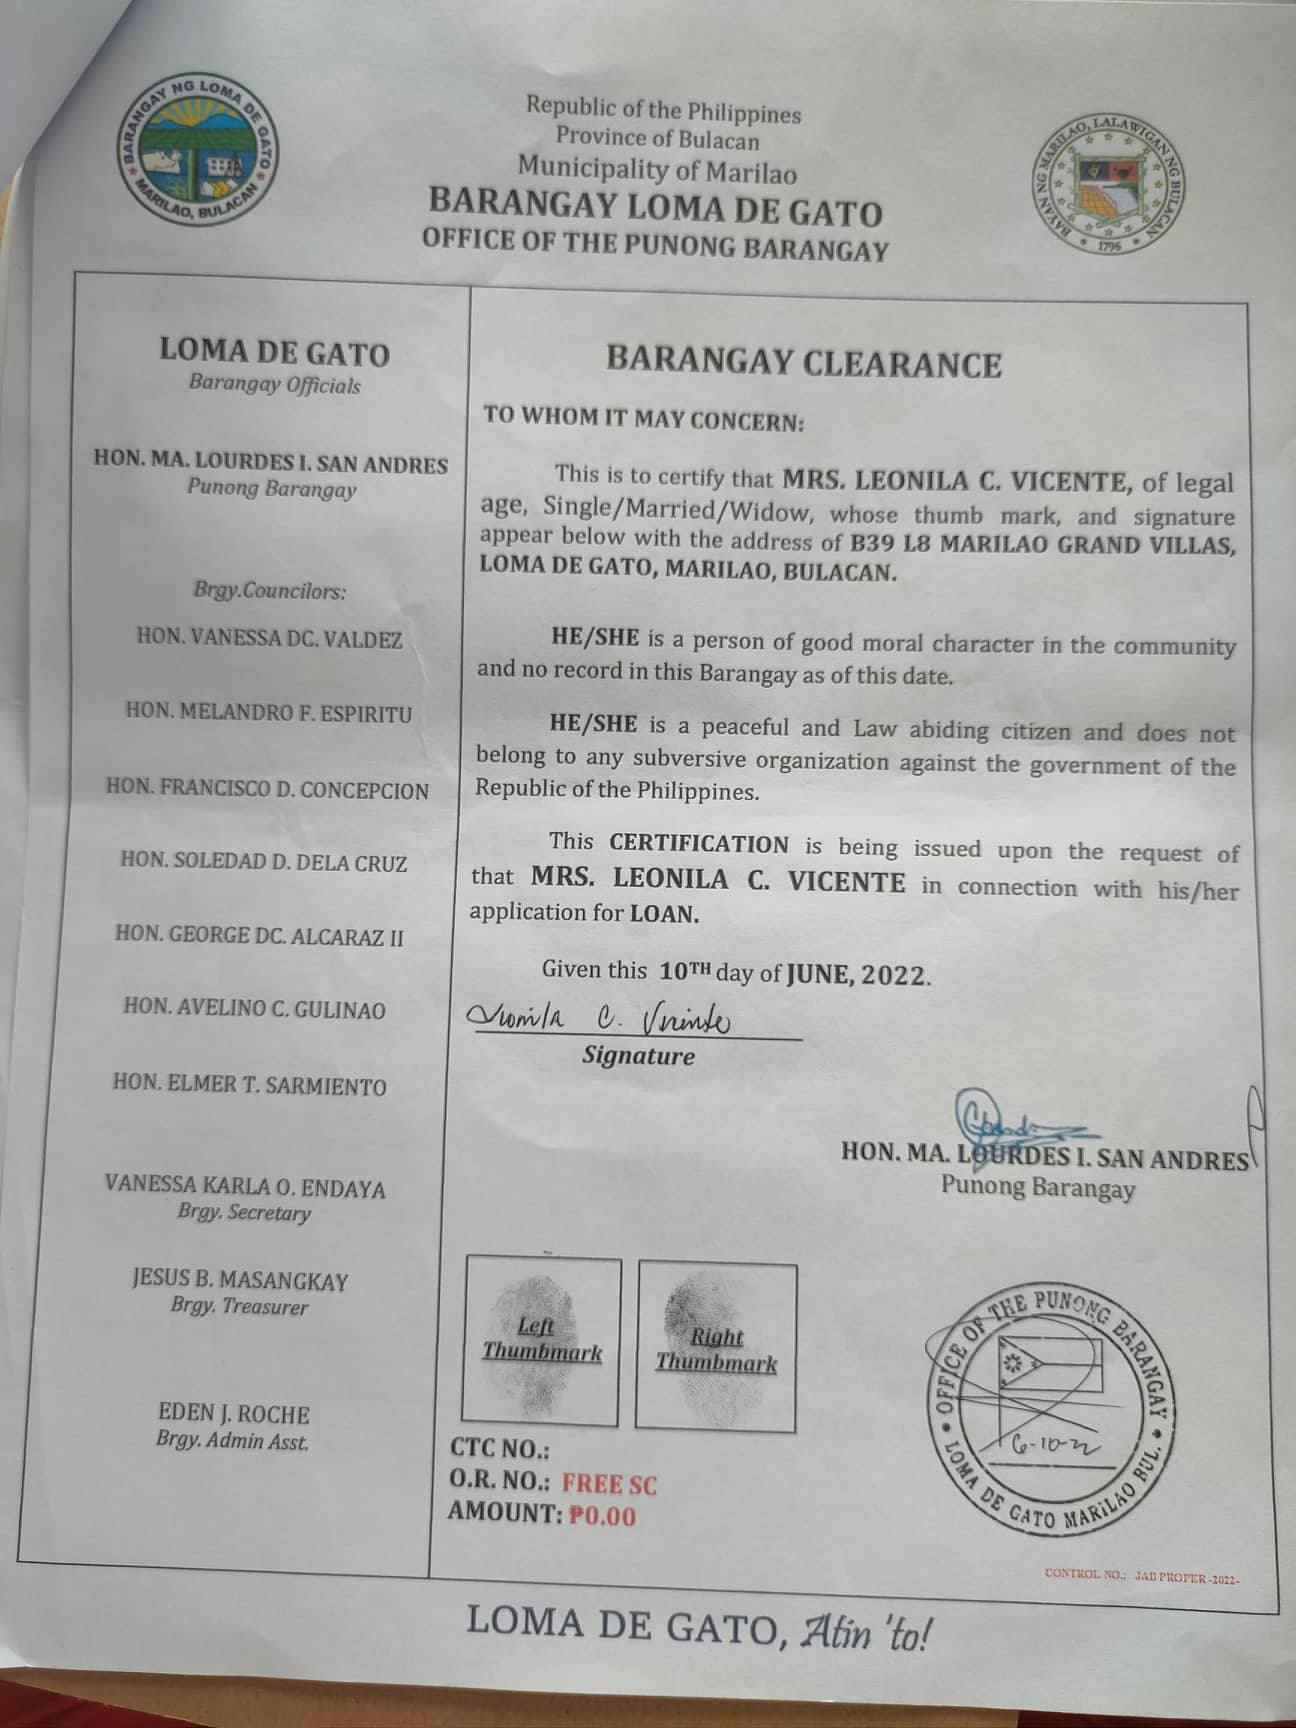 BARANGAY NG LOMA DE GATO
MARILAO, BULACAN
Republic of the Philippines
Province of Bulacan
Municipality of Marilao
BARANGAY LOMA DE GATO
OFFICE OF THE PUNONG BARANGAY
BAYAN NG MARILAO, LALAWIGAN NG BULACAN
1796
LOMA DE GATO
Barangay Officials
HON. MA. LOURDES I. SAN ANDRES
Punong Barangay
Brgy.Councilors:
HON. VANESSA DC. VALDEZ
HON. MELANDRO F. ESPIRITU
HON. FRANCISCO D. CONCEPCION
HON. SOLEDAD D. DELA CRUZ
HON. GEORGE DC. ALCARAZ II
HON. AVELINO C. GULINAO
HON. ELMER T. SARMIENTO
VANESSA KARLA O. ENDAYA
Brgy. Secretary
JESUS B. MASANGKAY
Brgy. Treasurer
EDEN J. ROCHE
Brgy. Admin Asst.
BARANGAY CLEARANCE
TO WHOM IT MAY CONCERN:
This is to certify that MRS. LEONILA C. VICENTE, of legal
age, Single/Married/Widow, whose thumb mark, and signature
appear below with the address of B39 L8 MARILAO GRAND VILLAS,
LOMA DE GATO, MARILAO, BULACAN.
HE/SHE is a person of good moral character in the community
and no record in this Barangay as of this date.
HE/SHE is a peaceful and Law abiding citizen and does not
belong to any subversive organization against the government of the
Republic of the Philippines.
This CERTIFICATION is being issued upon the request of
that MRS. LEONILA C. VICENTE in connection with his/her
application for LOAN.
Given this 10TH day of JUNE, 2022.
Leonila C. Vicente
Signature
HON. MA. LOURDES I. SAN ANDRES
Punong Barangay
Left
Thumbmark
Right
Thumbmark
OFFICE OF THE PUNONG BARANGAY
6-10-22
LOMA DE GATO MARILAO BUL.
CTC NO.:
O.R. NO.: FREE SC
AMOUNT: ₱0.00
CONTROL NO.: JAB PROPER -2022-
LOMA DE GATO, Atin 'to!